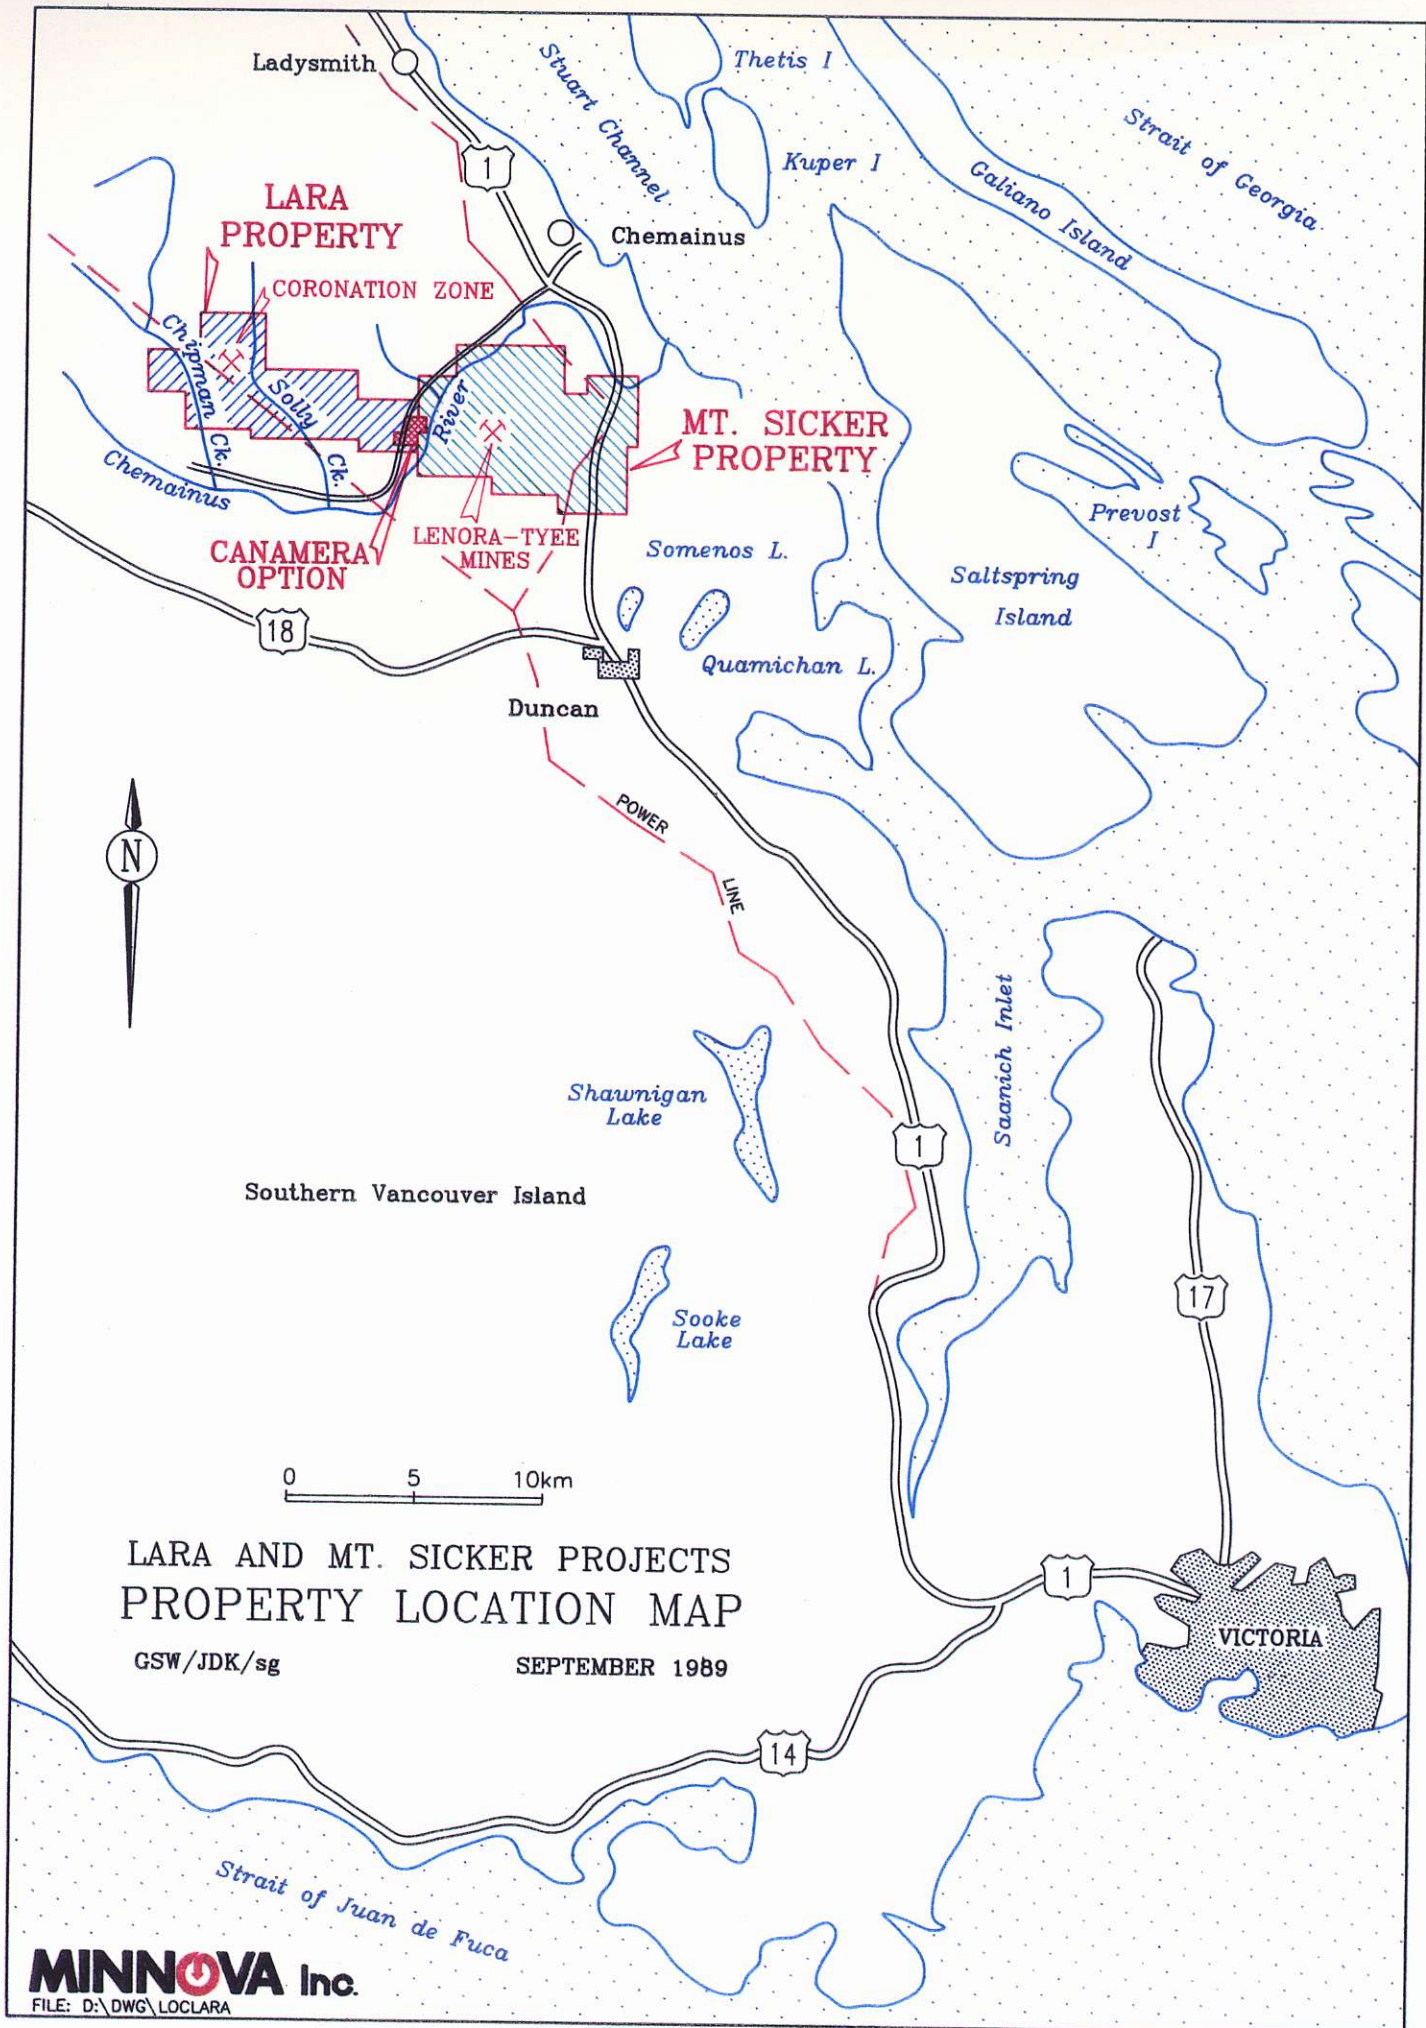 Ladysmith
Stuart Channel
Thetis I
Strait of Georgia
1
Kuper I
Galiano Island
LARA
PROPERTY
Chemainus
CORONATION ZONE
Chipman
Ck.
Solly
Ck.
River
Chemainus
MT. SICKER
PROPERTY
CANAMERA
OPTION
LENORA-TYEE
MINES
Somenos L.
Prevost
I
Saltspring
Island
18
Quamichan L.
Duncan
N
POWER
LINE
Saanich Inlet
Shawnigan
Lake
1
Southern Vancouver Island
17
Sooke
Lake
0 5 10km
LARA AND MT. SICKER PROJECTS
PROPERTY LOCATION MAP
GSW/JDK/sg SEPTEMBER 1989
1
VICTORIA
14
Strait of Juan de Fuca
MINNOVA Inc.
FILE: D:\DWG\LOCLARA